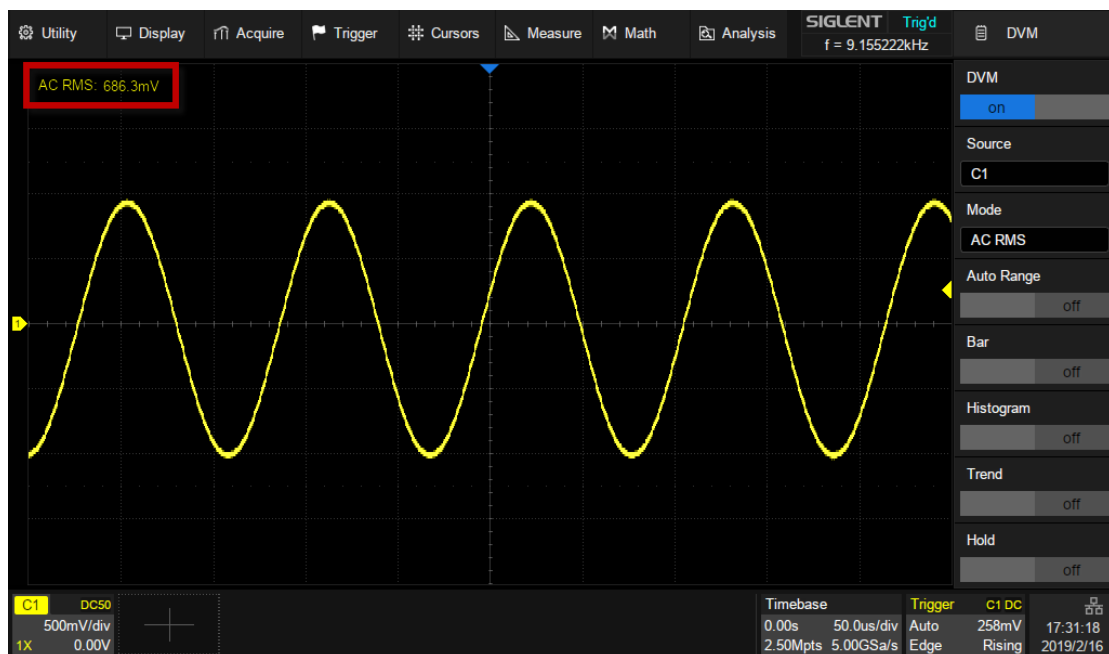 Utility Display Acquire Trigger Cursors Measure Math Analysis
SIGLENT Trig'd
f = 9.155222kHz
DVM
AC RMS: 686.3mV
DVM
on
Source
C1
Mode
AC RMS
Auto Range
off
Bar
off
Histogram
off
Trend
off
Hold
off
1
C1 DC50
500mV/div
1X 0.00V
Timebase
0.00s 50.0us/div
2.50Mpts 5.00GSa/s
Trigger C1 DC
Auto 258mV
Edge Rising
17:31:18
2019/2/16